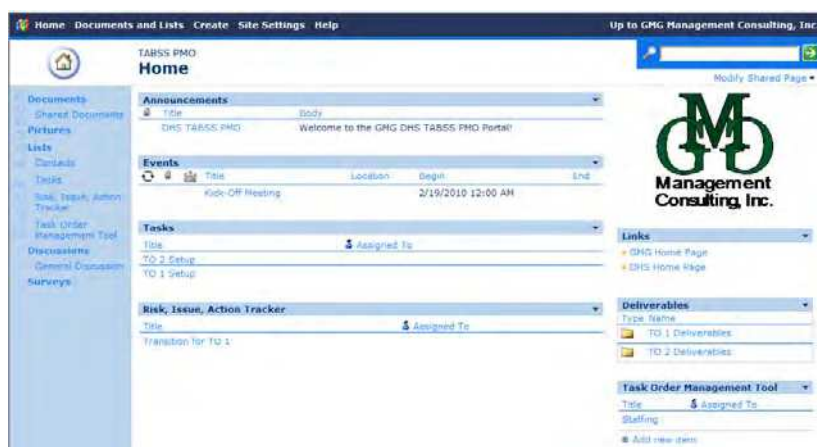 Home Documents and Lists Create Site Settings Help
Up to GMG Management Consulting, Inc
TABSS PMO
Home
Modify Shared Page
Documents
Shared Documents
Pictures
Lists
Contacts
Tasks
Risk, Issue, Action
Tracker
Task Order
Management Tool
Discussions
General Discussion
Surveys
Announcements
Title Body
DHS TABSS PMO Welcome to the GMG DHS TABSS PMO Portal!
Events
Title Location Begin End
Kick-Off Meeting 2/19/2010 12:00 AM
Tasks
Title Assigned To
TO 2 Setup
TO 1 Setup
Risk, Issue, Action Tracker
Title Assigned To
Transition for TO 1
GMG
Management
Consulting, Inc.
Links
GMG Home Page
DHS Home Page
Deliverables
Type Name
TO 1 Deliverables
TO 2 Deliverables
Task Order Management Tool
Title Assigned To
Staffing
Add new item